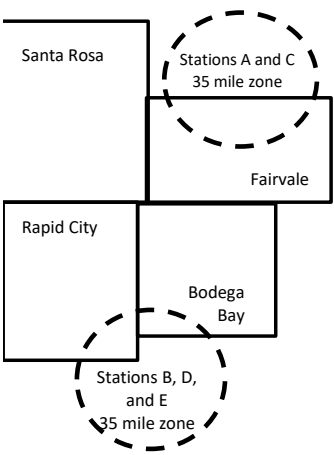 Santa Rosa
Stations A and C
35 mile zone
Fairvale
Rapid City
Bodega
Bay
Stations B, D,
and E
35 mile zone